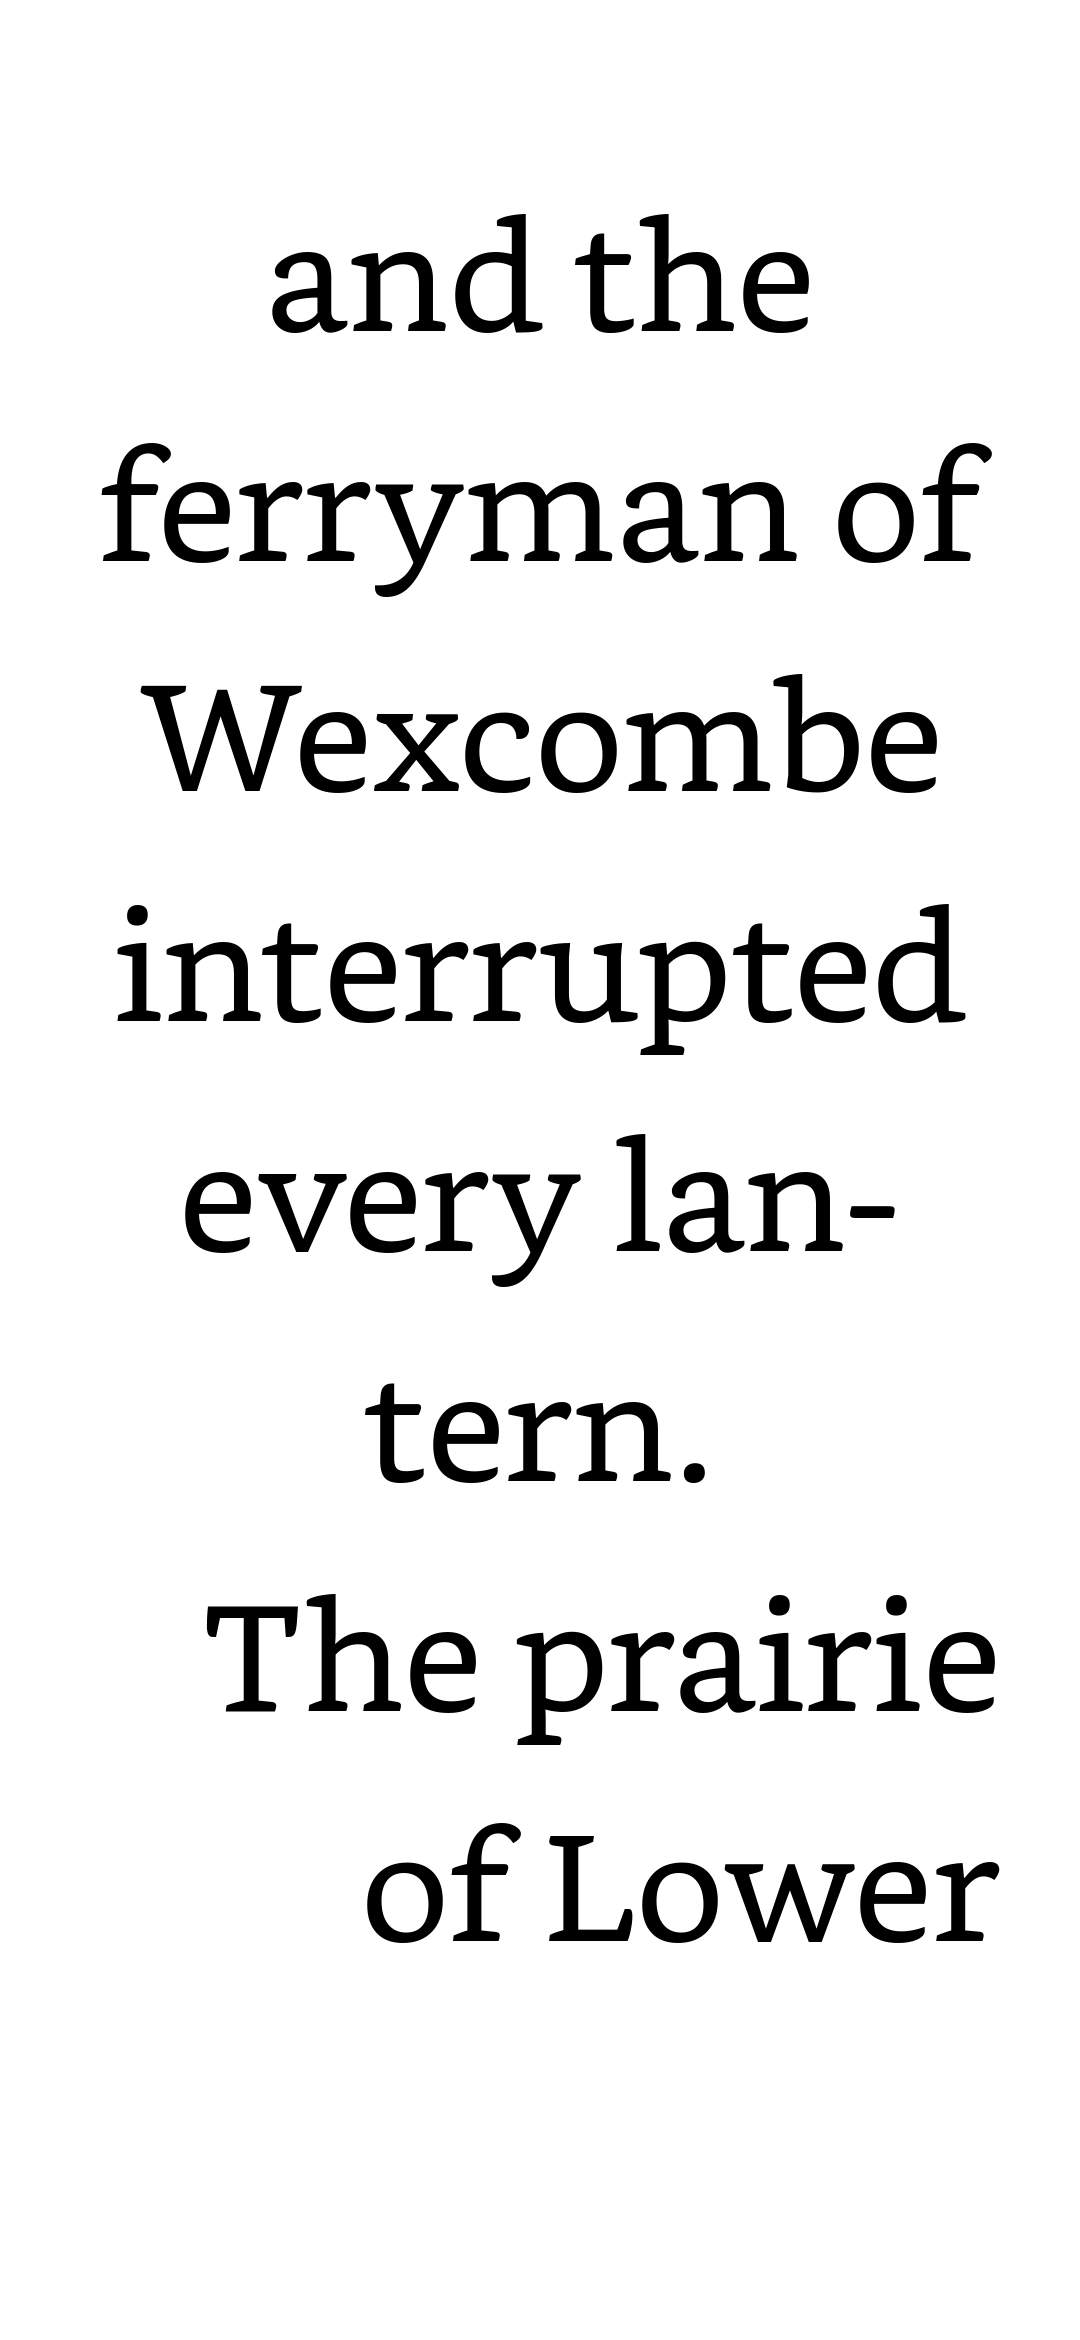 and the
ferryman of
Wexcombe
interrupted
every lan-
tern.
The prairie
of Lower